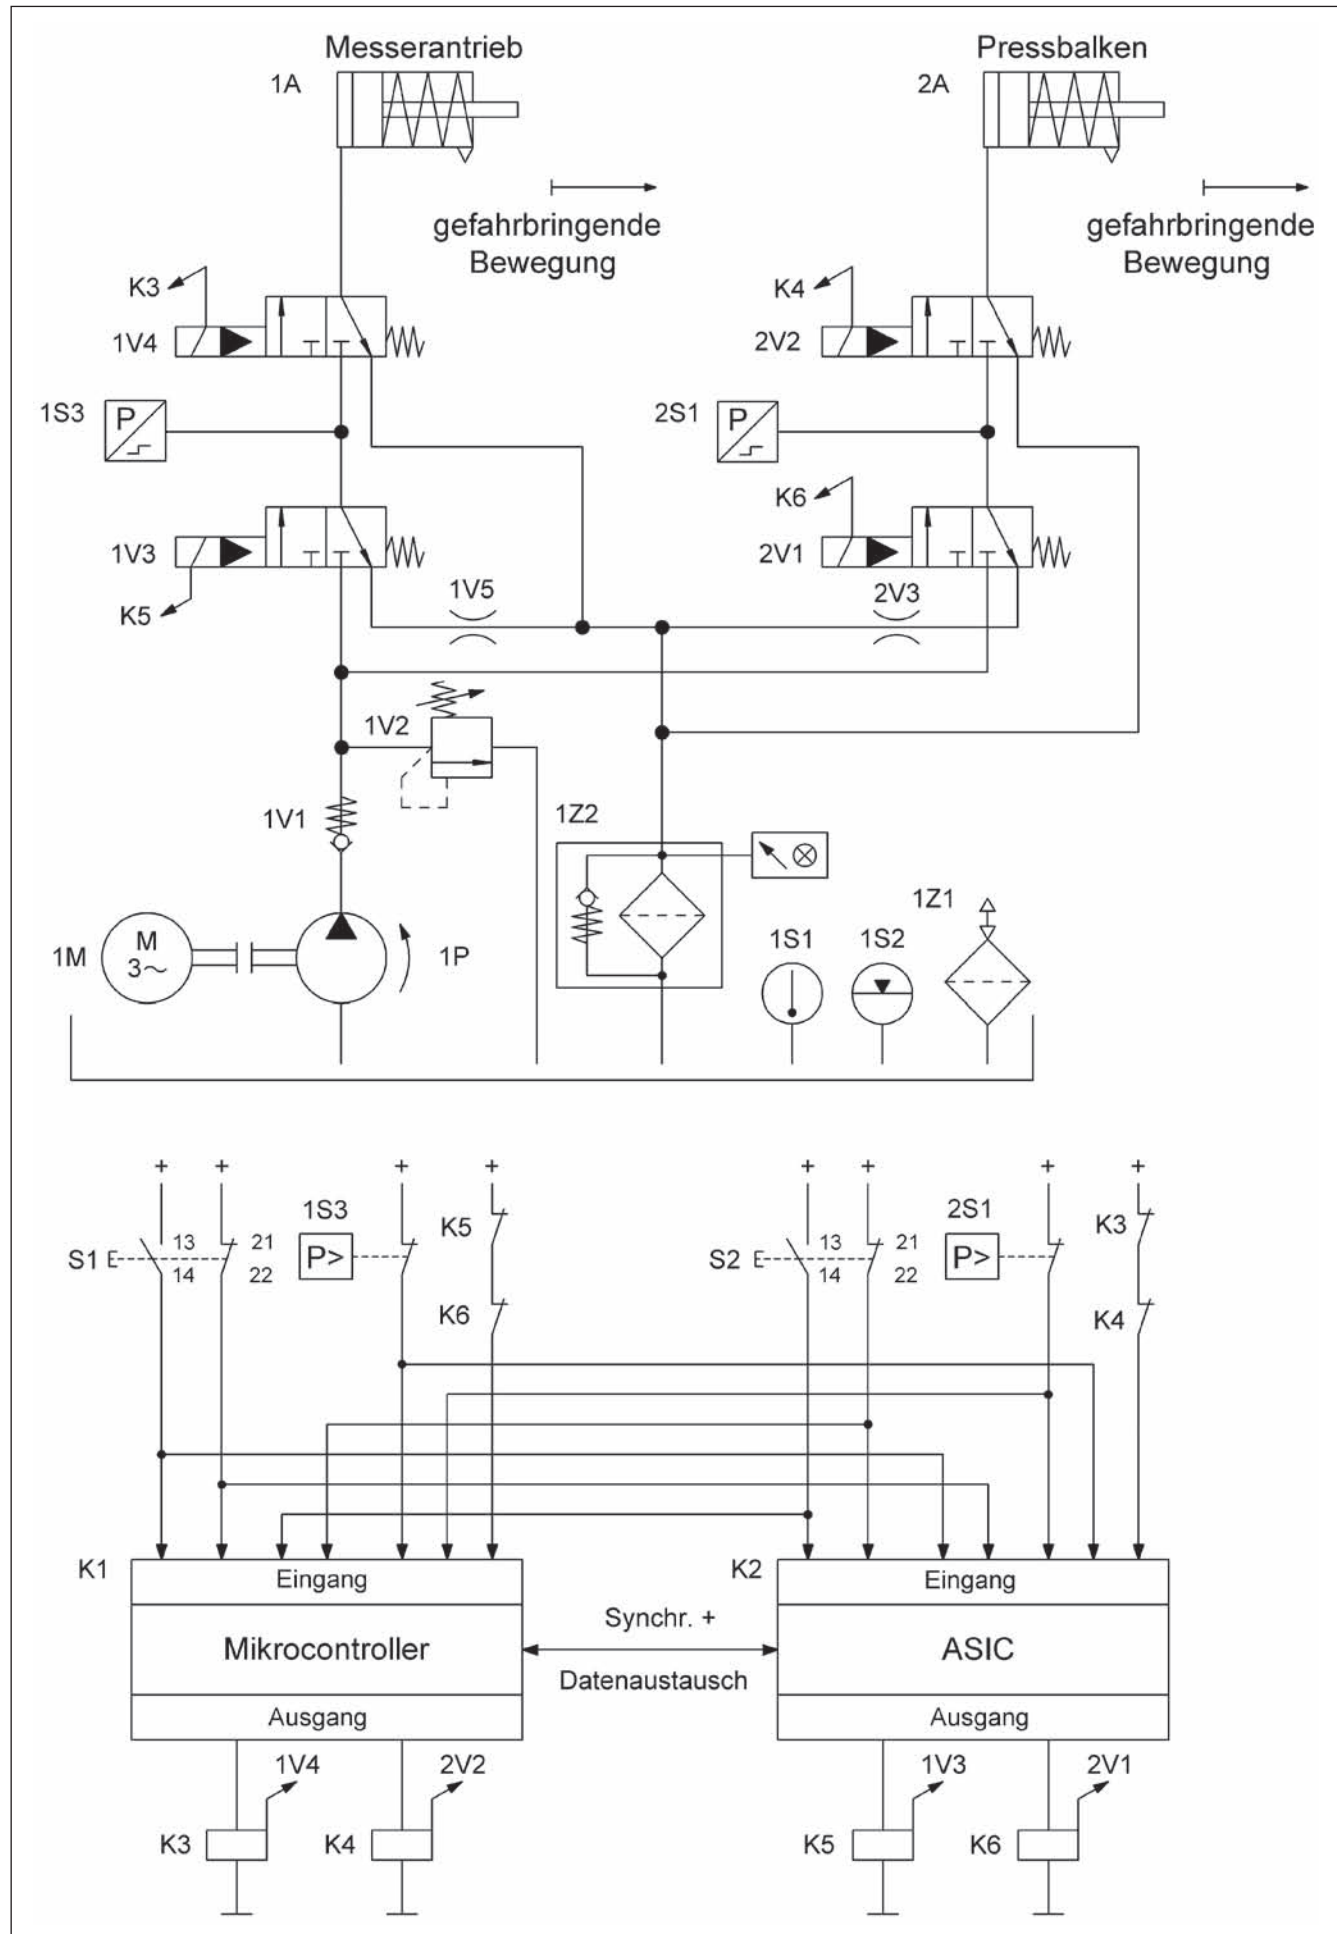 Messerantrieb
Pressbalken
1A
2A
gefahrbringende
Bewegung
gefahrbringende
Bewegung
K3
K4
1V4
2V2
1S3
P
2S1
P
K6
1V3
2V1
K5
1V5
2V3
1V2
1V1
1Z2
1Z1
1M
M
3~
1P
1S1
1S2
+
+
+
+
+
+
+
+
1S3
K5
2S1
K3
S1
13
21
P>
S2
13
21
P>
14
22
14
22
K6
K4
K1
Eingang
K2
Eingang
Synchr. +
Mikrocontroller
ASIC
Datenaustausch
Ausgang
Ausgang
1V4
2V2
1V3
2V1
K3
K4
K5
K6